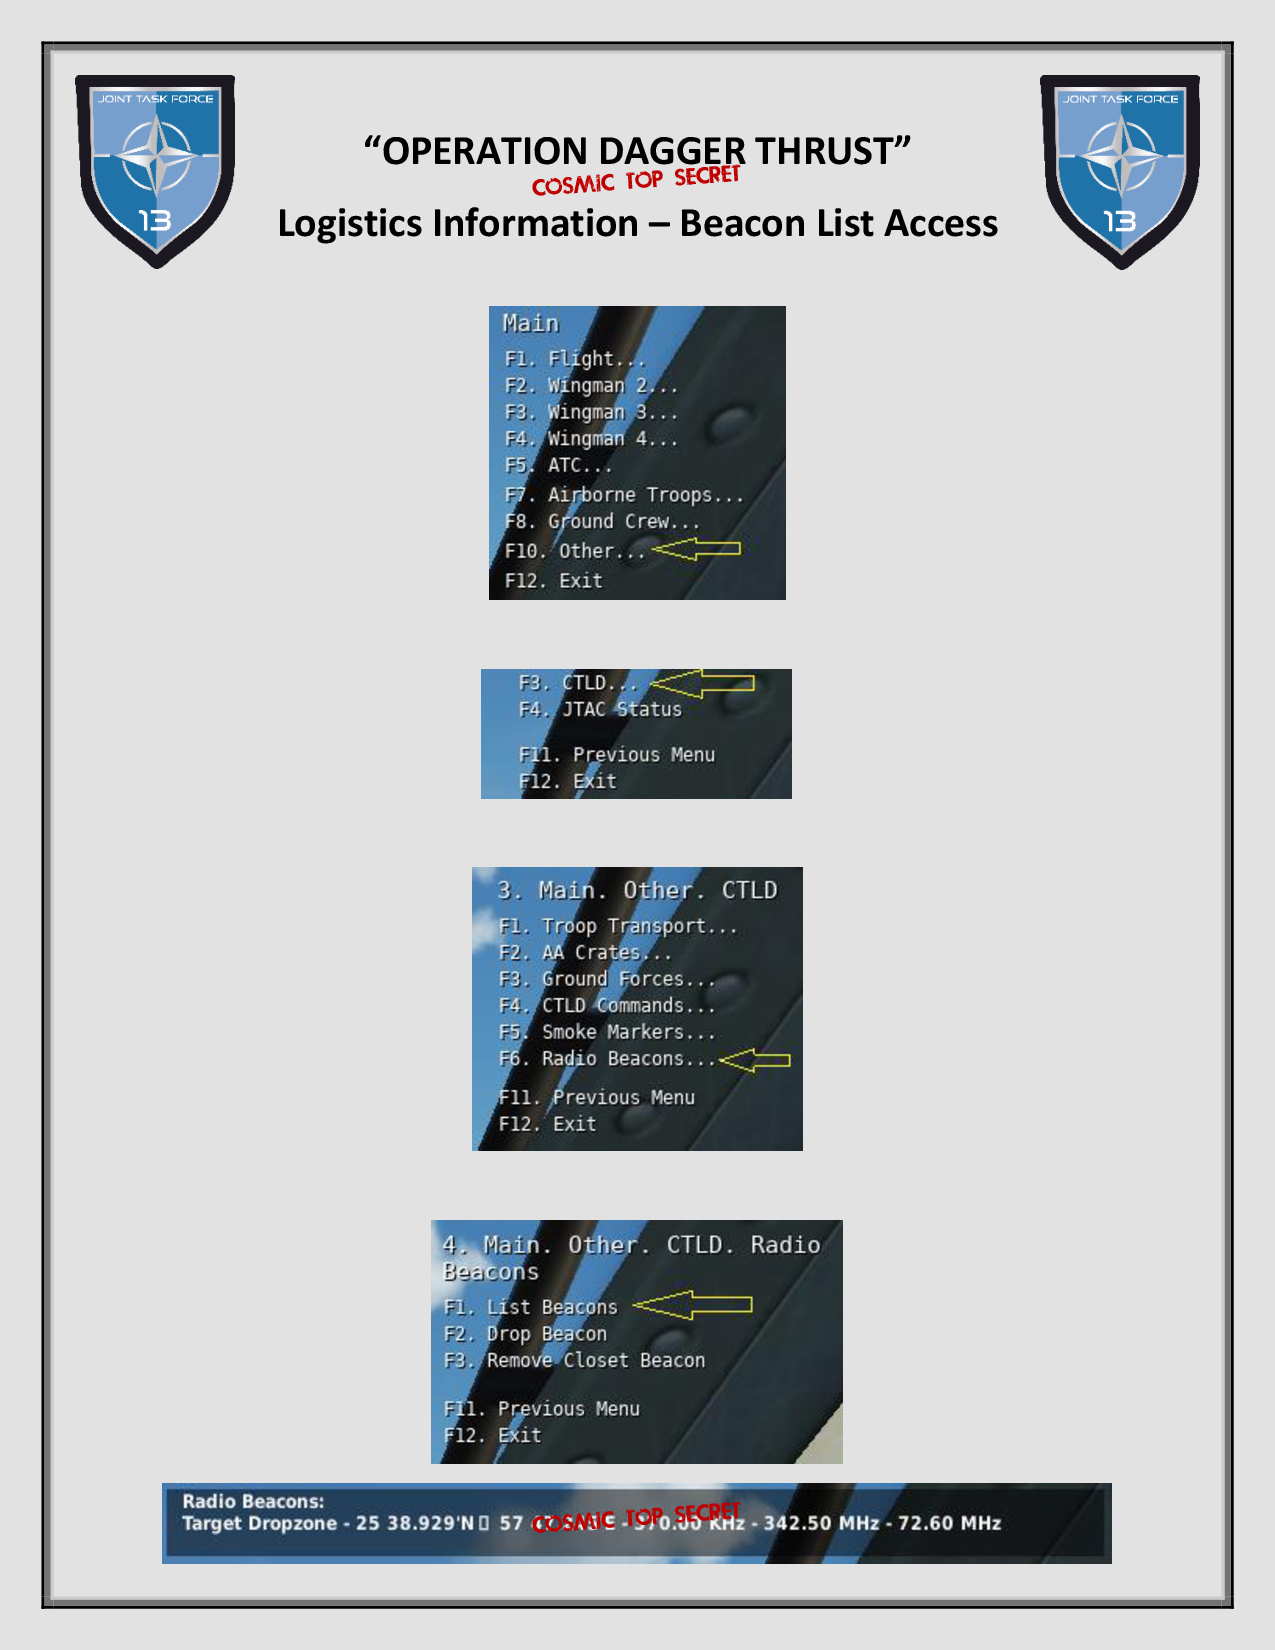 JOINT TASK FORCE
13
JOINT TASK FORCE
13
“OPERATION DAGGER THRUST”
COSMIC TOP SECRET
Logistics Information – Beacon List Access
Main
F1. Flight...
F2. Wingman 2...
F3. Wingman 3...
F4. Wingman 4...
F5. ATC...
F7. Airborne Troops...
F8. Ground Crew...
F10. Other...
F12. Exit
F3. CTLD...
F4. JTAC Status
F11. Previous Menu
F12. Exit
3. Main. Other. CTLD
F1. Troop Transport...
F2. AA Crates...
F3. Ground Forces...
F4. CTLD Commands...
F5. Smoke Markers...
F6. Radio Beacons...
F11. Previous Menu
F12. Exit
4. Main. Other. CTLD. Radio
Beacons
F1. List Beacons
F2. Drop Beacon
F3. Remove Closet Beacon
F11. Previous Menu
F12. Exit
Radio Beacons:
Target Dropzone - 25 38.929'N 57 - KHz - 342.50 MHz - 72.60 MHz
COSMIC TOP SECRET